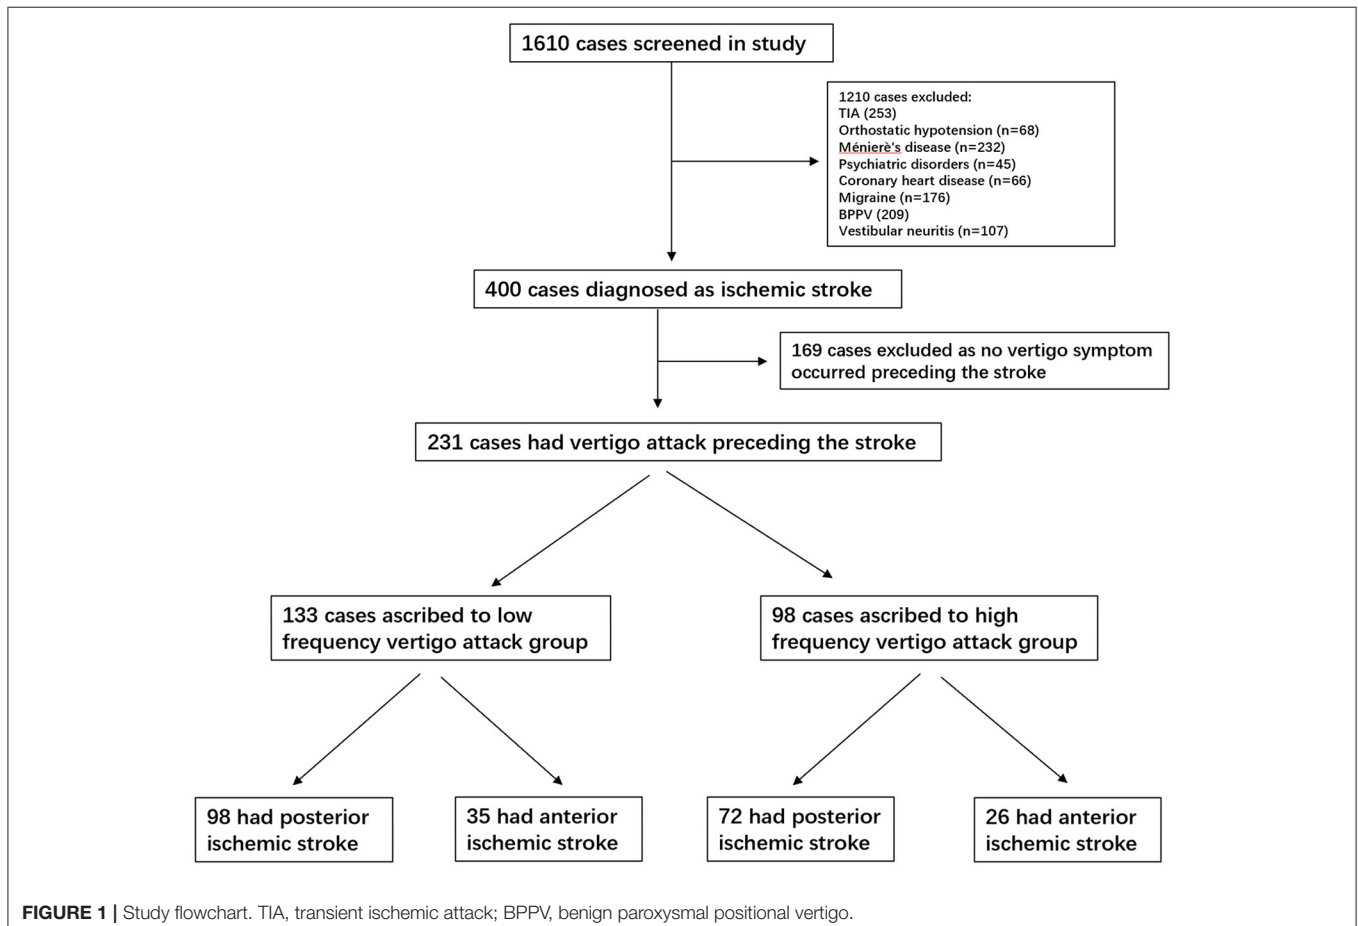 1610 cases screened in study
1210 cases excluded:
TIA (253)
Orthostatic hypotension (n=68)
Ménierè's disease (n=232)
Psychiatric disorders (n=45)
Coronary heart disease (n=66)
Migraine (n=176)
BPPV (209)
Vestibular neuritis (n=107)
400 cases diagnosed as ischemic stroke
169 cases excluded as no vertigo symptom
occurred preceding the stroke
231 cases had vertigo attack preceding the stroke
133 cases ascribed to low
frequency vertigo attack group
98 cases ascribed to high
frequency vertigo attack group
98 had posterior
ischemic stroke
35 had anterior
ischemic stroke
72 had posterior
ischemic stroke
26 had anterior
ischemic stroke
FIGURE 1 | Study flowchart. TIA, transient ischemic attack; BPPV, benign paroxysmal positional vertigo.